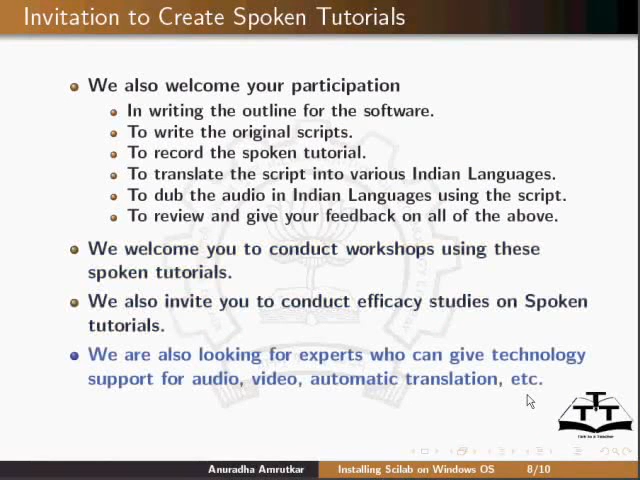 Invitation to Create Spoken Tutorials
We also welcome your participation
In writing the outline for the software.
To write the original scripts.
To record the spoken tutorial.
To translate the script into various Indian Languages.
To dub the audio in Indian Languages using the script.
To review and give your feedback on all of the above.
We welcome you to conduct workshops using these
spoken tutorials.
We also invite you to conduct efficacy studies on Spoken
tutorials.
We are also looking for experts who can give technology
support for audio, video, automatic translation, etc.
TTT
Talk to a Teacher
Anuradha Amrutkar Installing Scilab on Windows OS 8/10